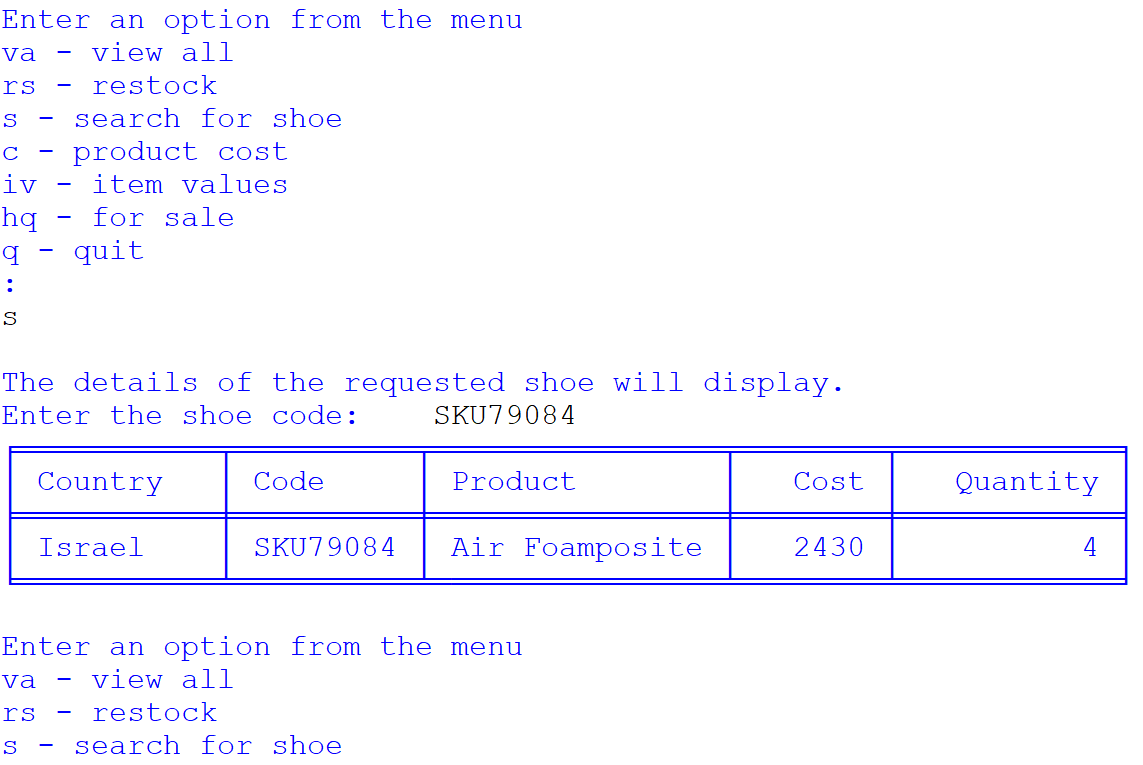 Enter an option from the menu
va - view all
rs - restock
s - search for shoe
c - product cost
iv - item values
hq - for sale
q - quit
:
s
The details of the requested shoe will display.
Enter the shoe code:    SKU79084
Country Code Product Cost Quantity
Israel SKU79084 Air Foamposite 2430 4
Enter an option from the menu
va - view all
rs - restock
s - search for shoe